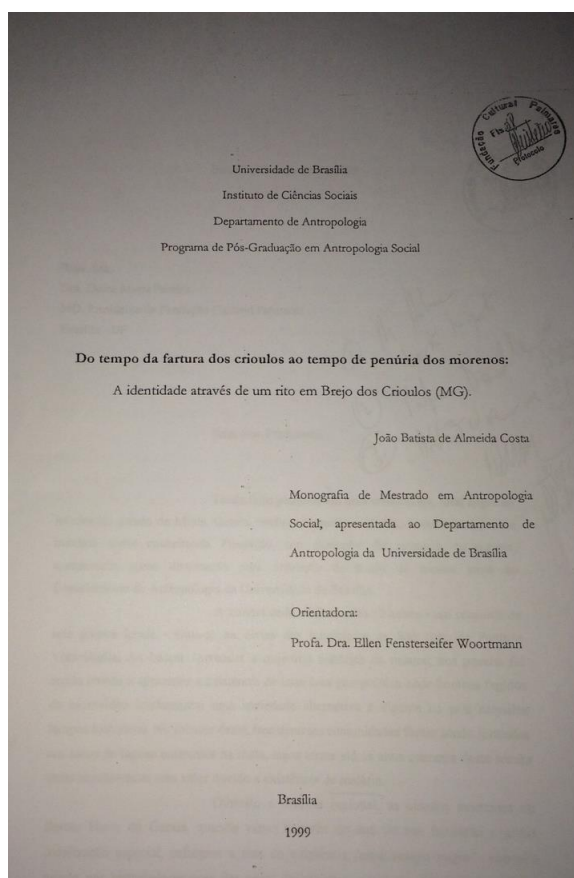 Fundação Cultural Palmares
Fls
Protocolo
Universidade de Brasília
Instituto de Ciências Sociais
Departamento de Antropologia
Programa de Pós-Graduação em Antropologia Social
Do tempo da fartura dos crioulos ao tempo de penúria dos morenos:
A identidade através de um rito em Brejo dos Crioulos (MG).
João Batista de Almeida Costa
Monografia de Mestrado em Antropologia
Social, apresentada ao Departamento de
Antropologia da Universidade de Brasília
Orientadora:
Profa. Dra. Ellen Fensterseifer Woortmann
Brasília
1999